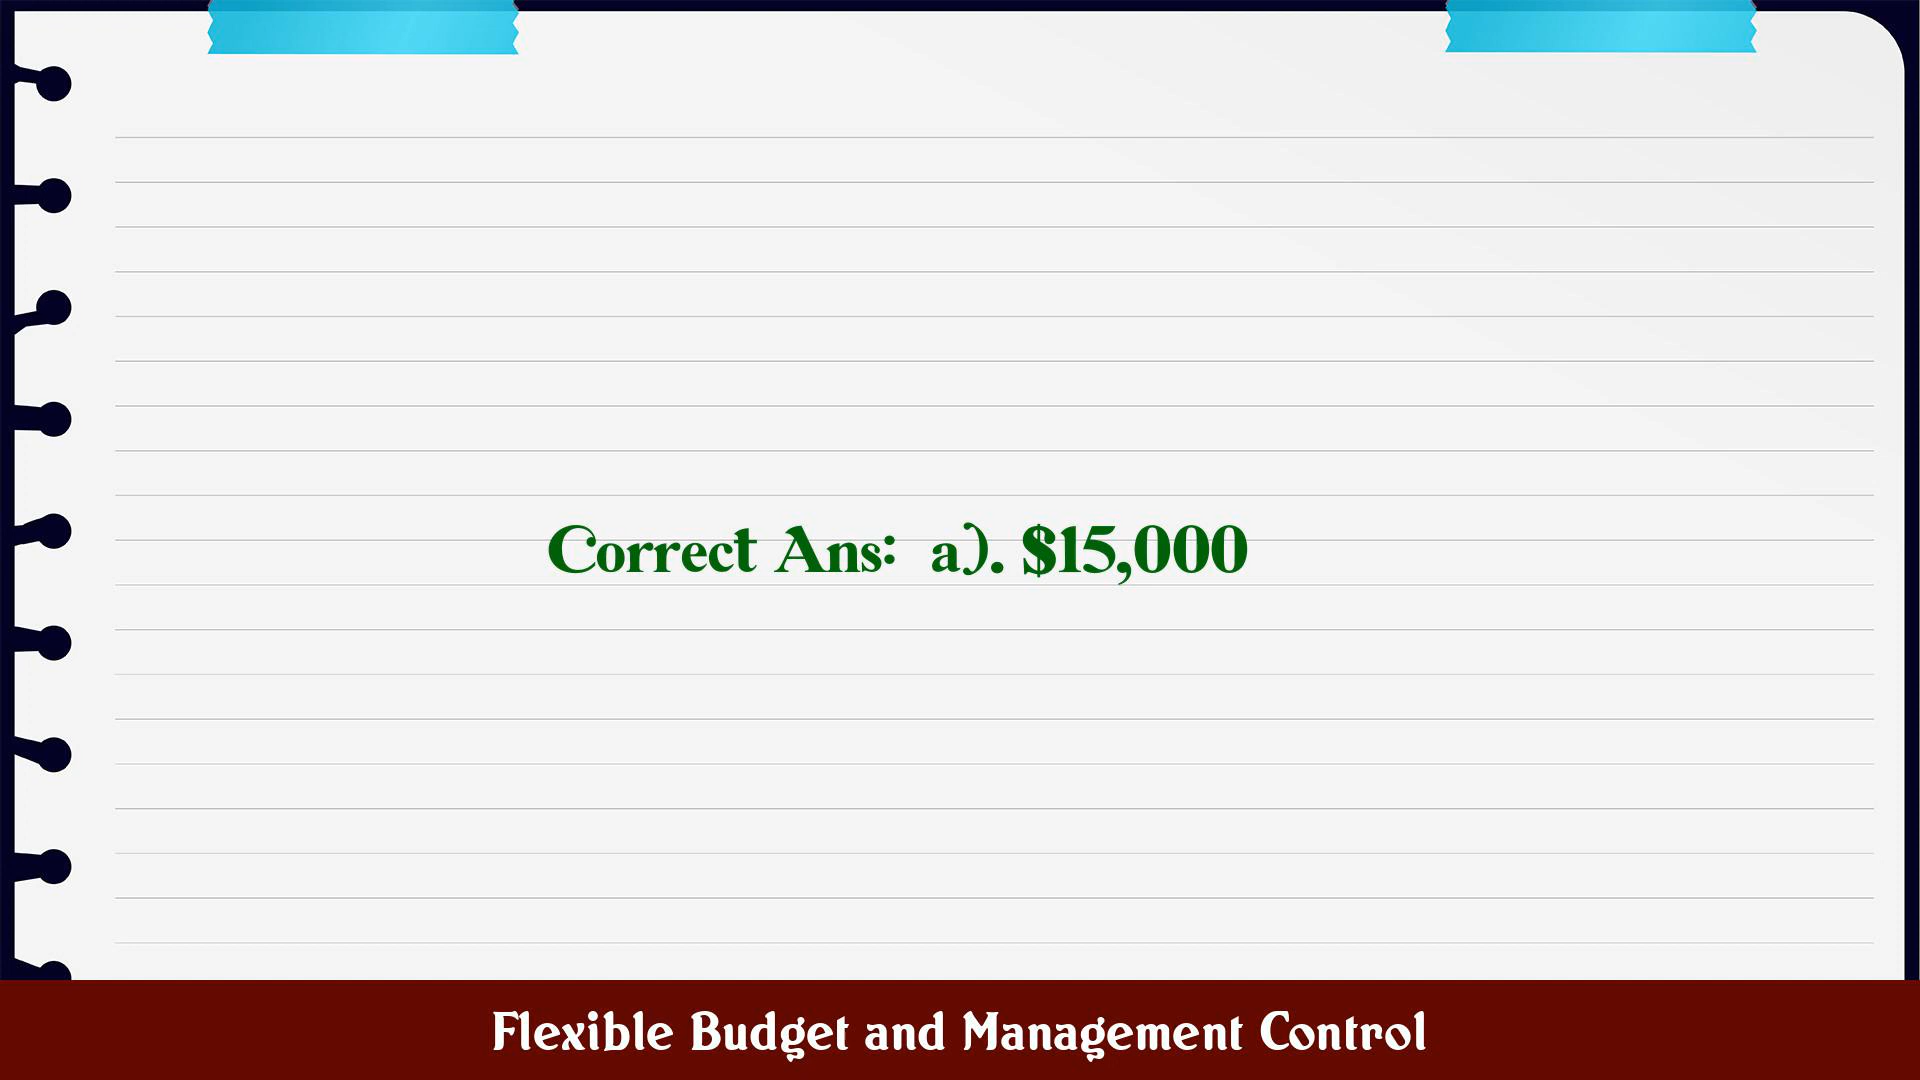 Correct Ans: a). $15,000
Flexible Budget and Management Control